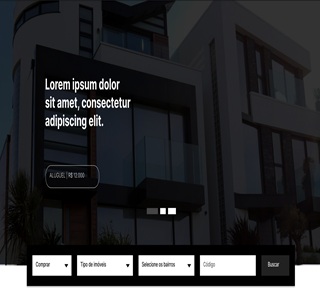 Lorem ipsum dolor
sit amet, consectetur
adipiscing elit.
ALUGUEL | R$ 12.000
Comprar
Tipo de Imóveis
Selecione os bairros
Código
Buscar